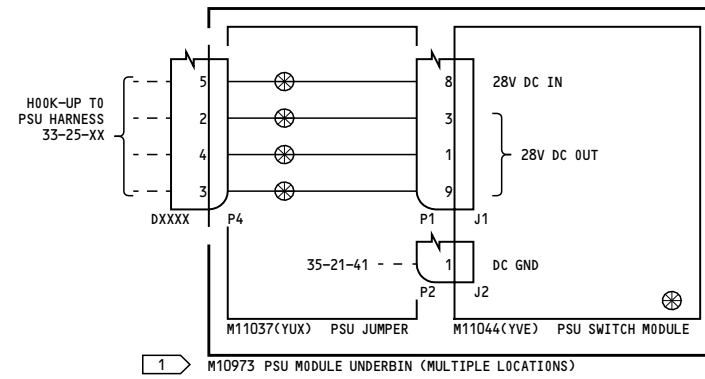 5
8
28V DC IN
HOOK-UP TO
PSU HARNESS
33-25-XX
2
3
4
1
28V DC OUT
3
9
DXXXX
P4
P1
J1
35-21-41
1
DC GND
P2
J2
M11037(YUX) PSU JUMPER
M11044(YVE) PSU SWITCH MODULE
1
M10973 PSU MODULE UNDERBIN (MULTIPLE LOCATIONS)